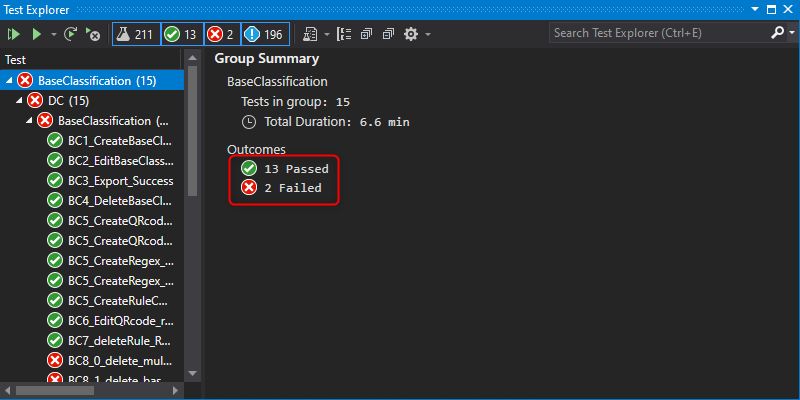 Test Explorer
211 13 2 196
Search Test Explorer (Ctrl+E)
Test
BaseClassification (15)
DC (15)
BaseClassification (...
BC1_CreateBaseCl...
BC2_EditBaseClass...
BC3_Export_Success
BC4_DeleteBaseCl...
BC5_CreateQRcod...
BC5_CreateQRcod...
BC5_CreateRegex_...
BC5_CreateRegex_...
BC5_CreateRuleC...
BC6_EditQRcode_r...
BC7_deleteRule_R...
BC8_0_delete_mul...
BC8_1_delete_bas...
Group Summary
BaseClassification
Tests in group: 15
Total Duration: 6.6 min
Outcomes
13 Passed
2 Failed